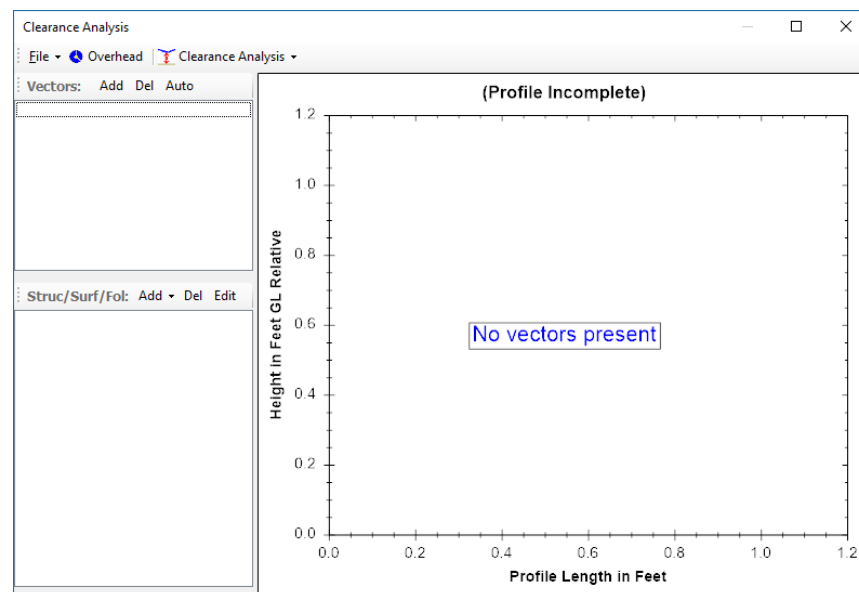 Clearance Analysis
File Overhead Clearance Analysis
Vectors: Add Del Auto
Struc/Surf/Fol: Add Del Edit
(Profile Incomplete)
1.2
1.0
0.8
0.6
0.4
0.2
0.0
Height in Feet GL Relative
No vectors present
0.0 0.2 0.4 0.6 0.8 1.0 1.2
Profile Length in Feet